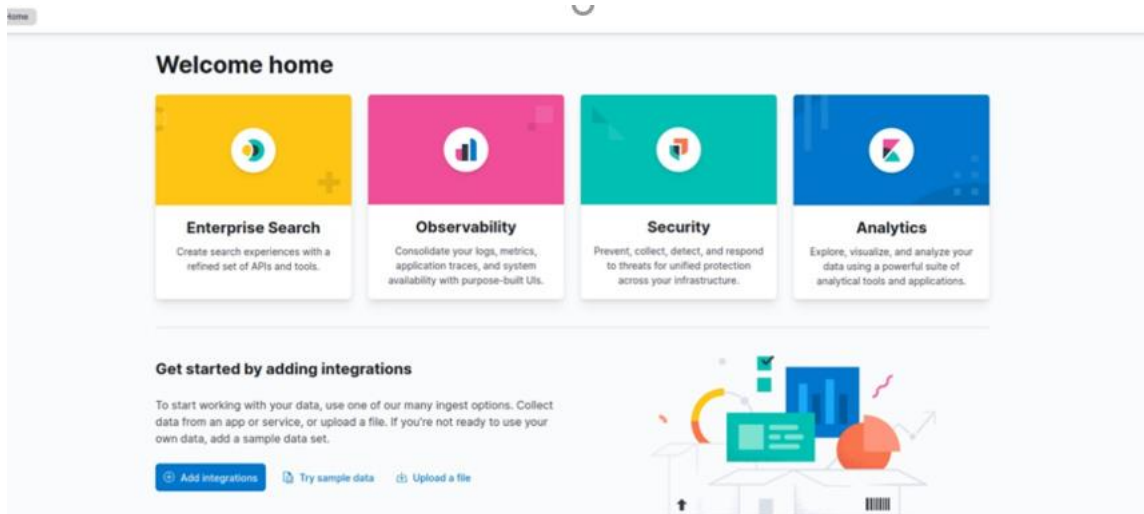 Home
Welcome home
Enterprise Search
Create search experiences with a
refined set of APIs and tools.
Observability
Consolidate your logs, metrics,
application traces, and system
availability with purpose-built UIs.
Security
Prevent, collect, detect, and respond
to threats for unified protection
across your infrastructure.
Analytics
Explore, visualize, and analyze your
data using a powerful suite of
analytical tools and applications.
Get started by adding integrations
To start working with your data, use one of our many ingest options. Collect
data from an app or service, or upload a file. If you're not ready to use your
own data, add a sample data set.
Add integrations Try sample data Upload a file